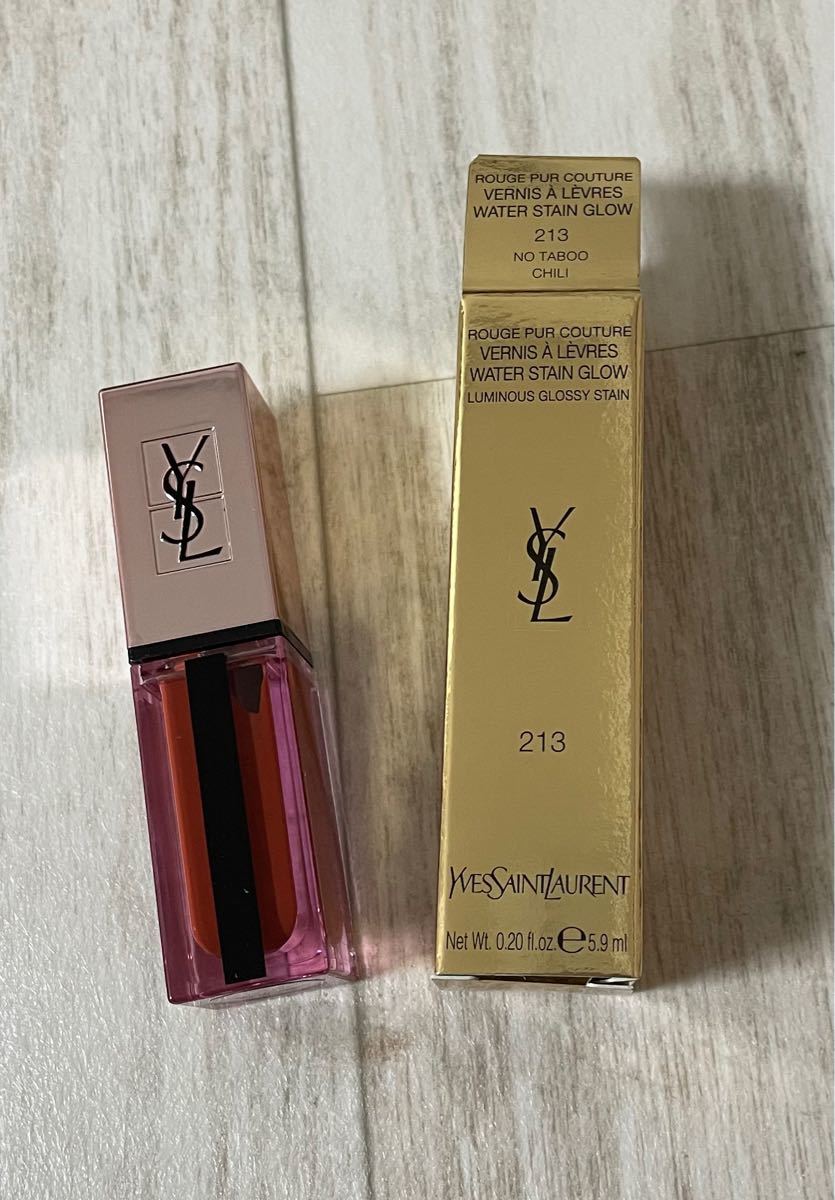 YSL
ROUGE PUR COUTURE
VERNIS À LÈVRES
WATER STAIN GLOW
213
NO TABOO
CHILI
ROUGE PUR COUTURE
VERNIS À LÈVRES
WATER STAIN GLOW
LUMINOUS GLOSSY STAIN
YSL
213
YVESSAINTLAURENT
Net Wt. 0.20 fl.oz. ℮ 5.9 ml